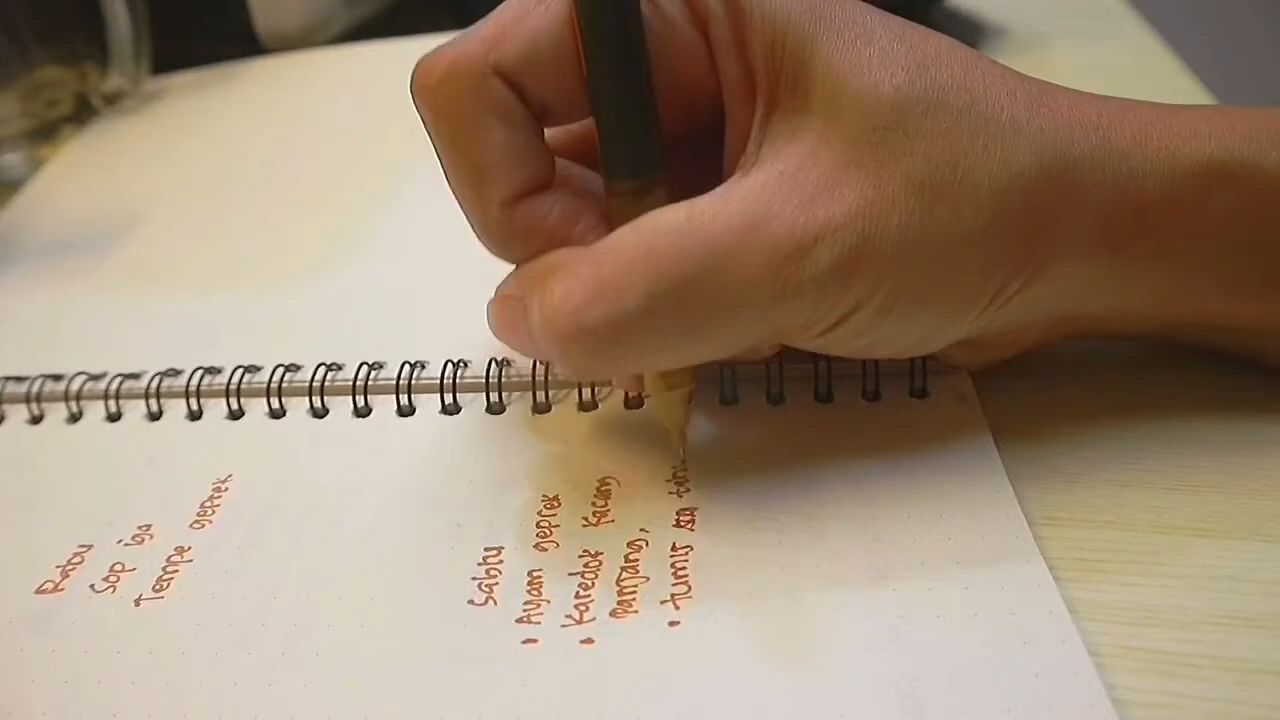 Rabu
Sop iga
Tempe geprek
Sabtu
• Ayam geprek
• Karedok Kacang
Panjang,
• tumis